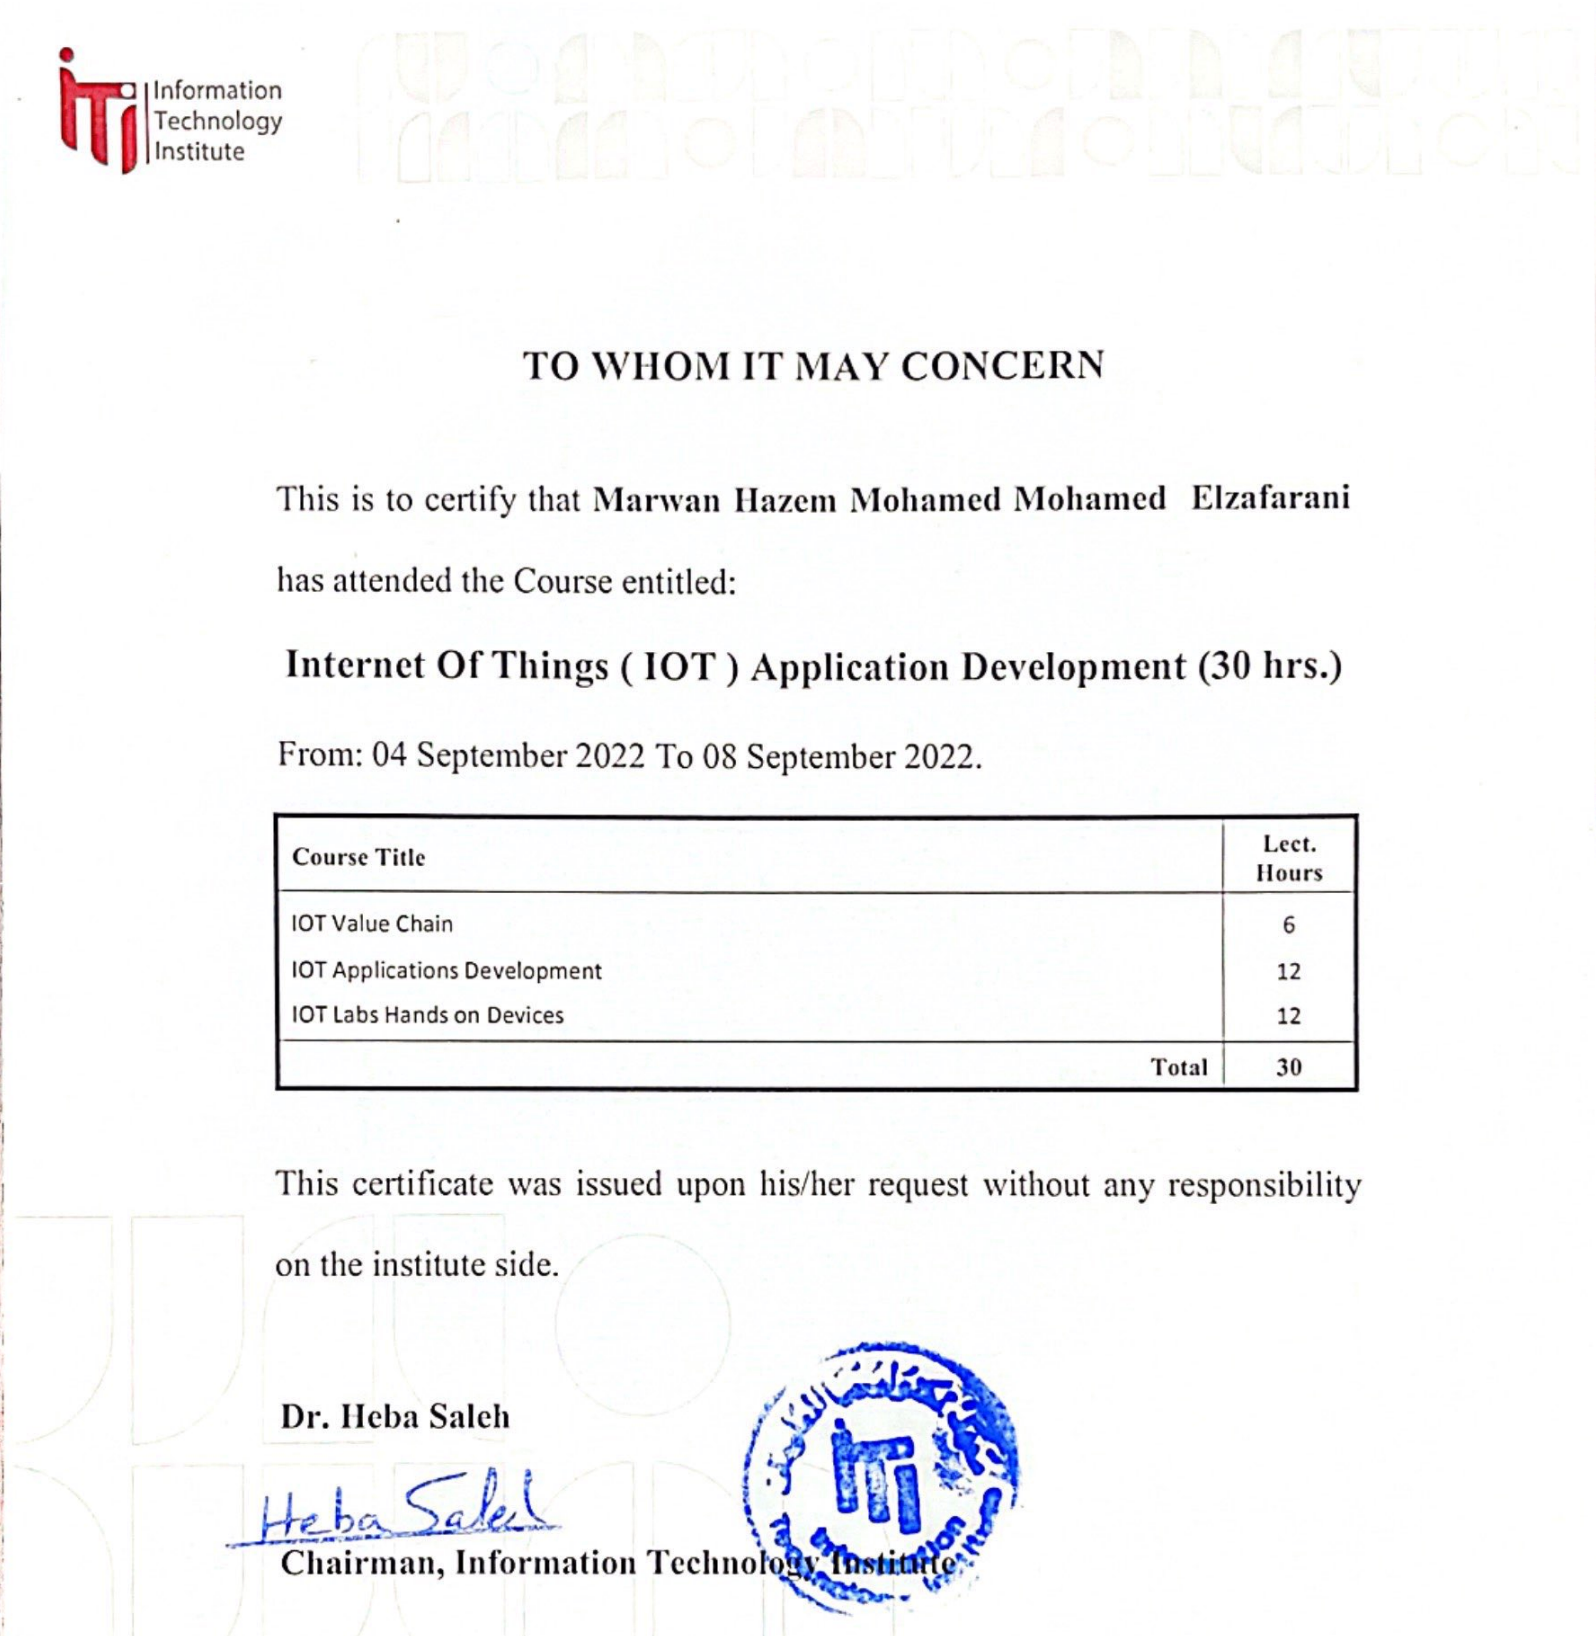 Information
Technology
Institute
TO WHOM IT MAY CONCERN
This is to certify that Marwan Hazem Mohamed Mohamed Elzafarani
has attended the Course entitled:
Internet Of Things ( IOT ) Application Development (30 hrs.)
From: 04 September 2022 To 08 September 2022.
Course Title Lect. Hours
IOT Value Chain 6
IOT Applications Development 12
IOT Labs Hands on Devices 12
Total 30
This certificate was issued upon his/her request without any responsibility
on the institute side.
Dr. Heba Saleh
Heba Saleh
Chairman, Information Technology Institute